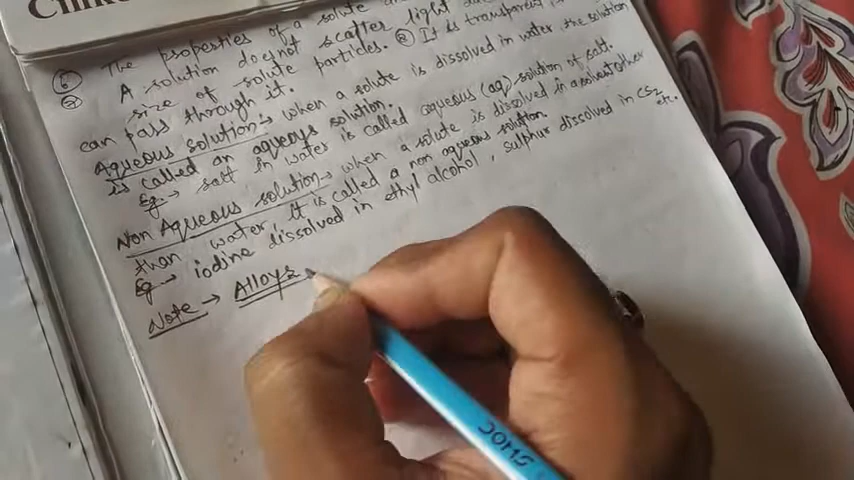 ⑥ The properties of a solute
A solution does not scatter light
size of solute particles. ② It is transparent
can pass through it.
Aqueous solution:→ when a solute is dissolved in water the solution
is called an aqueous solution.
Eg → salt in water is called aqueous (aq) solution of salt.
Non Aqueous solution → when a solute is dissolved in a solvent other
than water, it is called a non aqueous solution.
Eg → iodine dissolved in ethyl alcohol, sulphur dissolved in CS2 etc.
Note → Alloys